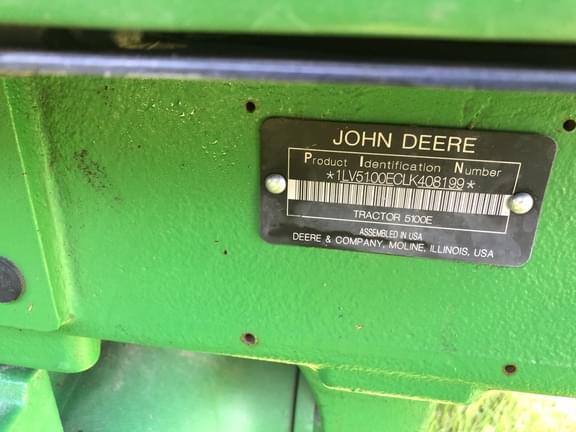 JOHN DEERE
Product Identification Number
*1LV5100ECLK408199*
TRACTOR 5100E
ASSEMBLED IN USA
DEERE & COMPANY, MOLINE, ILLINOIS, USA